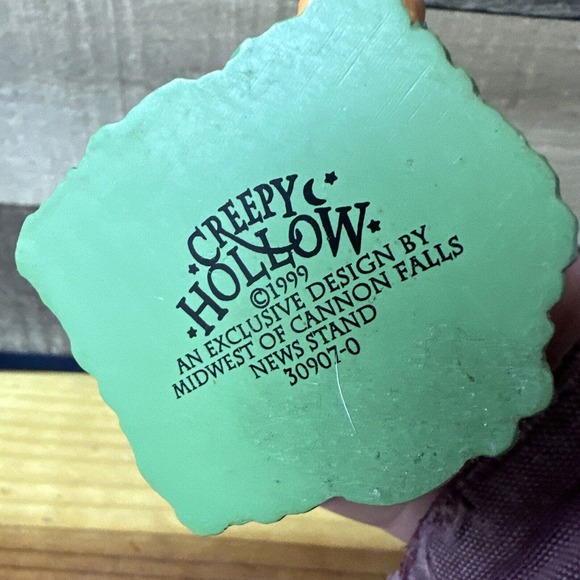 CREEPY
HOLLOW
©1999
AN EXCLUSIVE DESIGN BY
MIDWEST OF CANNON FALLS
NEWS STAND
30907-0